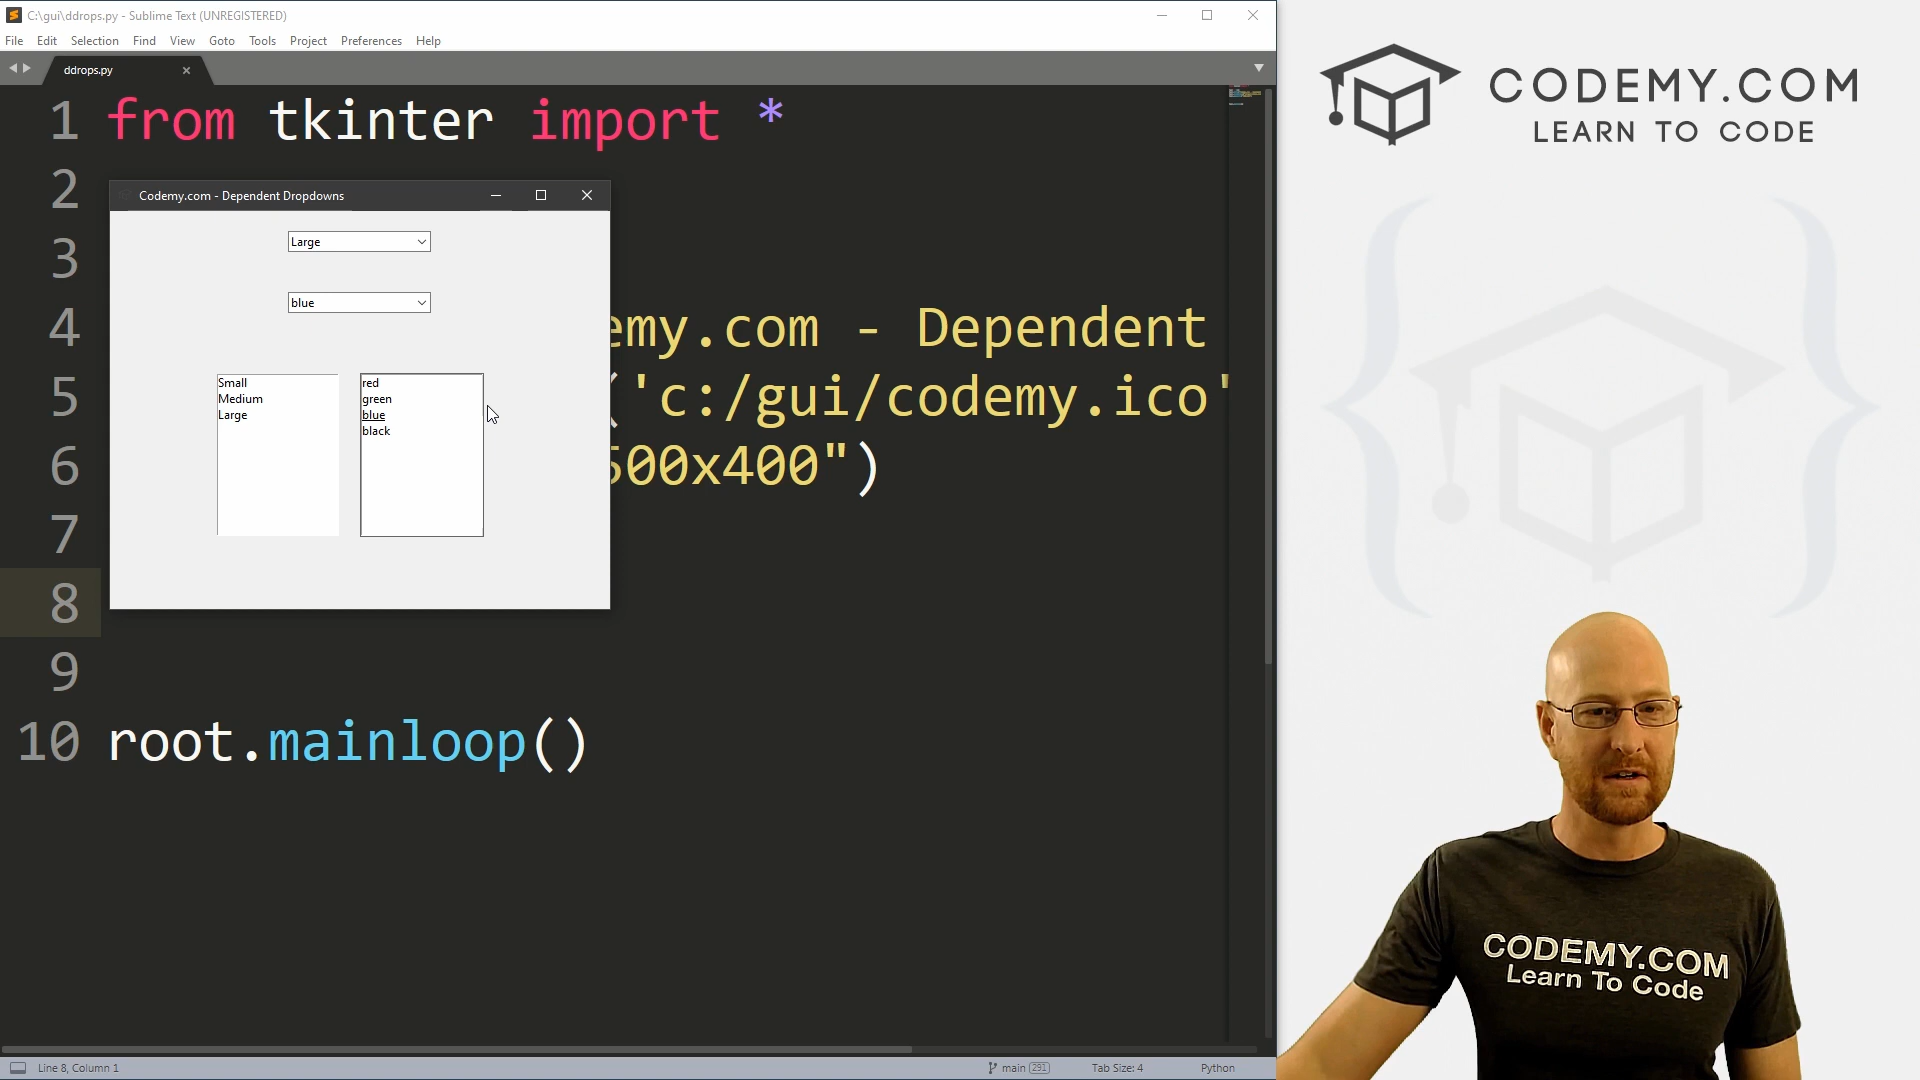 C:\gui\ddrops.py - Sublime Text (UNREGISTERED)
File Edit Selection Find View Goto Tools Project Preferences Help
ddrops.py
1 from tkinter import *
2
3
4 emy.com - Dependent
5 ('c:/gui/codemy.ico'
6 500x400")
7
8
9
10 root.mainloop()
Codemy.com - Dependent Dropdowns
Large
blue
Small
Medium
Large
red
green
blue
black
Line 8, Column 1
main 291
Tab Size: 4
Python
CODEMY.COM
LEARN TO CODE
CODEMY.COM
Learn To Code